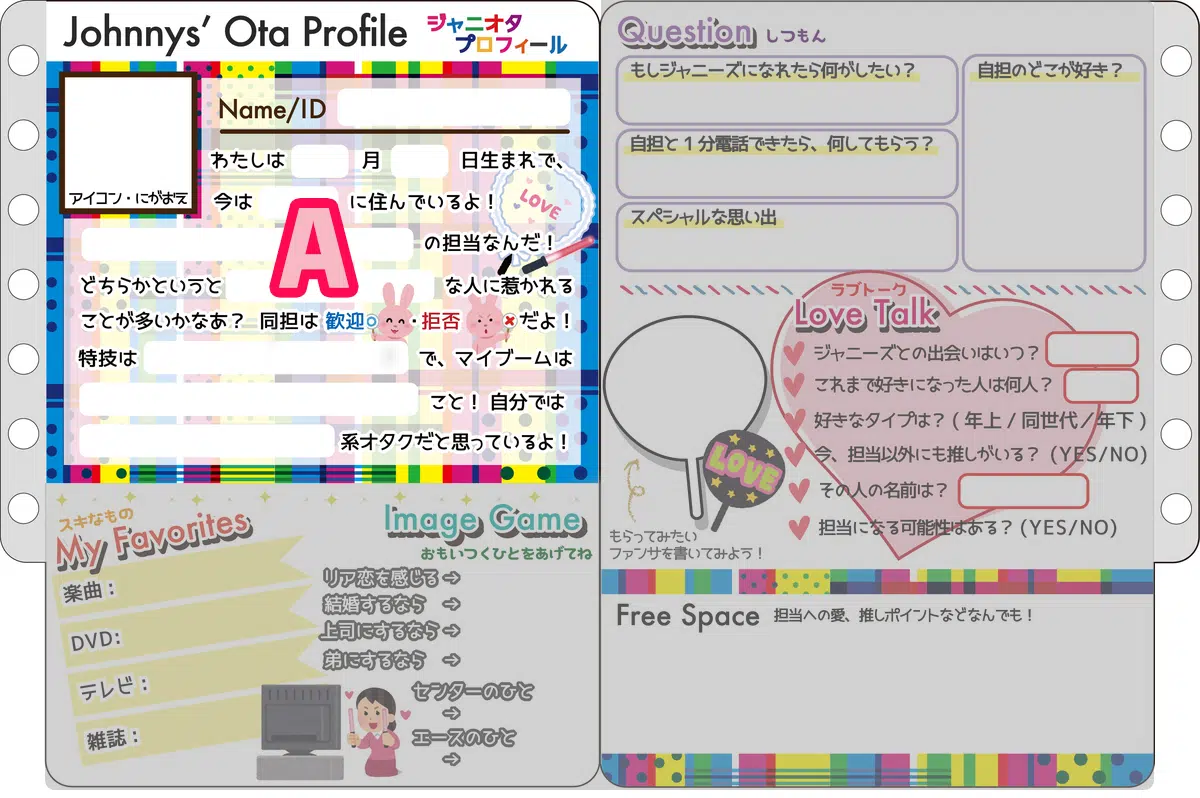 Johnnys' Ota Profile
ジャニオタ
プロフィール
Name/ID
アイコン・にがおえ
わたしは 月 日生まれで、
今は に住んでいるよ！
の担当なんだ！
LOVE
A
どちらかというと な人に惹かれる
ことが多いかなあ？ 同担は 歓迎◎・拒否×だよ！
特技は で、マイブームは
こと！自分では
系オタクだと思っているよ！
スキなもの
My Favorites
楽曲：
DVD:
テレビ：
雑誌：
Image Game
おもいつくひとをあげてね
リア恋を感じる→
結婚するなら →
上司にするなら→
弟にするなら →
センターのひと
→
エースのひと
→
Question しつもん
もしジャニーズになれたら何がしたい？
自担と1分電話できたら、何してもらう？
スペシャルな思い出
自担のどこが好き？
もらってみたい
ファンサを書いてみよう！
LOVE
ラブトーク
Love Talk
ジャニーズとの出会いはいつ？
これまで好きになった人は何人？
好きなタイプは？(年上/同世代/年下)
今、担当以外にも推しがいる？(YES/NO)
その人の名前は？
担当になる可能性はある？(YES/NO)
Free Space 担当への愛、推しポイントなどなんでも！